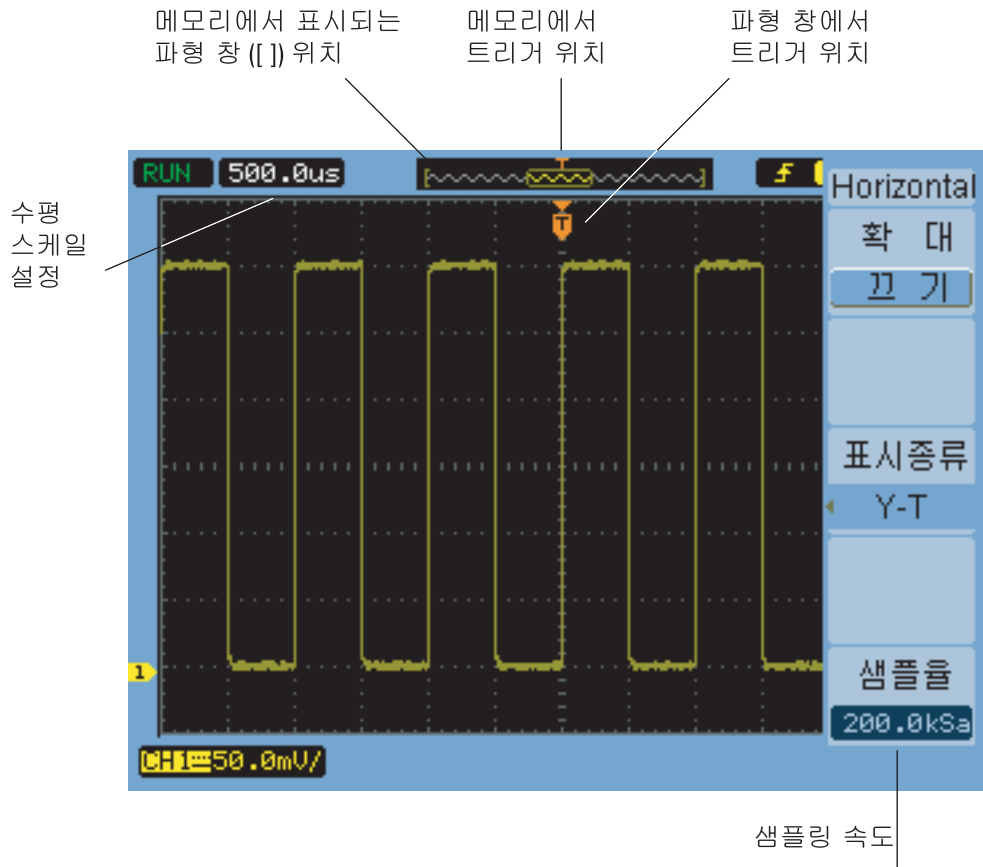 메모리에서 표시되는
파형 창 ([ ]) 위치
메모리에서
트리거 위치
파형 창에서
트리거 위치
RUN 500.0us
T
Horizontal
수평
스케일
설정
T
확 대
끄 기
표시종류
Y-T
1
샘플율
200.0kSa
CH1 50.0mV/
샘플링 속도